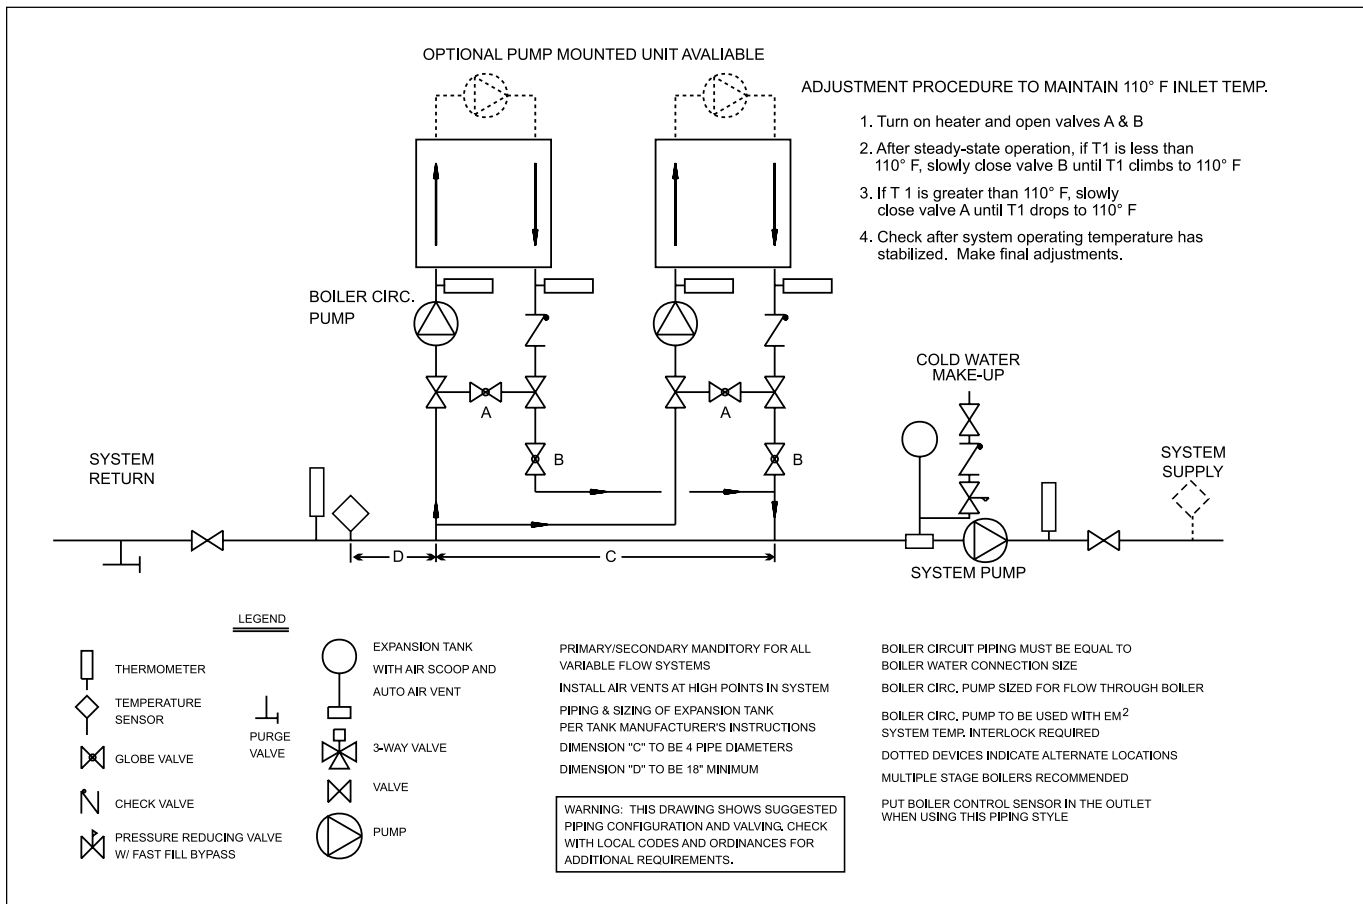 OPTIONAL PUMP MOUNTED UNIT AVALIABLE
ADJUSTMENT PROCEDURE TO MAINTAIN 110° F INLET TEMP.
1. Turn on heater and open valves A & B
2. After steady-state operation, if T1 is less than
110° F, slowly close valve B until T1 climbs to 110° F
3. If T 1 is greater than 110° F, slowly
close valve A until T1 drops to 110° F
4. Check after system operating temperature has
stabilized. Make final adjustments.
BOILER CIRC.
PUMP
A
A
B
B
COLD WATER
MAKE-UP
SYSTEM
RETURN
SYSTEM
SUPPLY
D
C
SYSTEM PUMP
LEGEND
THERMOMETER
TEMPERATURE
SENSOR
GLOBE VALVE
CHECK VALVE
PRESSURE REDUCING VALVE
W/ FAST FILL BYPASS
PURGE
VALVE
EXPANSION TANK
WITH AIR SCOOP AND
AUTO AIR VENT
3-WAY VALVE
VALVE
PUMP
PRIMARY/SECONDARY MANDITORY FOR ALL
VARIABLE FLOW SYSTEMS
INSTALL AIR VENTS AT HIGH POINTS IN SYSTEM
PIPING & SIZING OF EXPANSION TANK
PER TANK MANUFACTURER'S INSTRUCTIONS
DIMENSION "C" TO BE 4 PIPE DIAMETERS
DIMENSION "D" TO BE 18" MINIMUM
WARNING: THIS DRAWING SHOWS SUGGESTED
PIPING CONFIGURATION AND VALVING. CHECK
WITH LOCAL CODES AND ORDINANCES FOR
ADDITIONAL REQUIREMENTS.
BOILER CIRCUIT PIPING MUST BE EQUAL TO
BOILER WATER CONNECTION SIZE
BOILER CIRC. PUMP SIZED FOR FLOW THROUGH BOILER
BOILER CIRC. PUMP TO BE USED WITH EM²
SYSTEM TEMP. INTERLOCK REQUIRED
DOTTED DEVICES INDICATE ALTERNATE LOCATIONS
MULTIPLE STAGE BOILERS RECOMMENDED
PUT BOILER CONTROL SENSOR IN THE OUTLET
WHEN USING THIS PIPING STYLE